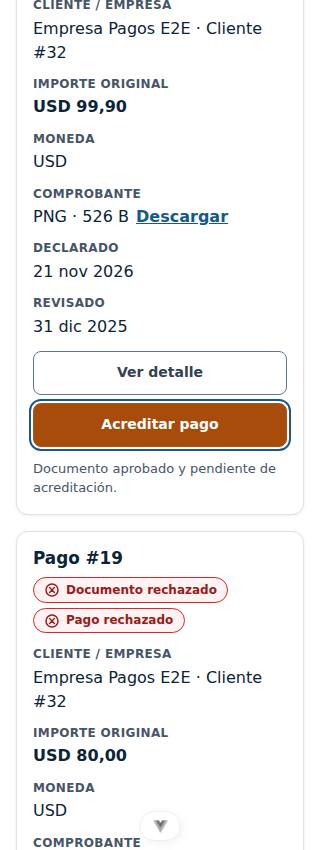 CLIENTE / EMPRESA
Empresa Pagos E2E · Cliente
#32
IMPORTE ORIGINAL
USD 99,90
MONEDA
USD
COMPROBANTE
PNG · 526 B Descargar
DECLARADO
21 nov 2026
REVISADO
31 dic 2025
Ver detalle
Acreditar pago
Documento aprobado y pendiente de
acreditación.
Pago #19
Documento rechazado
Pago rechazado
CLIENTE / EMPRESA
Empresa Pagos E2E · Cliente
#32
IMPORTE ORIGINAL
USD 80,00
MONEDA
USD
COMPROBANTE